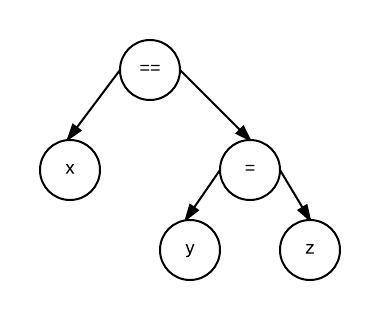 ==
x
=
y
z